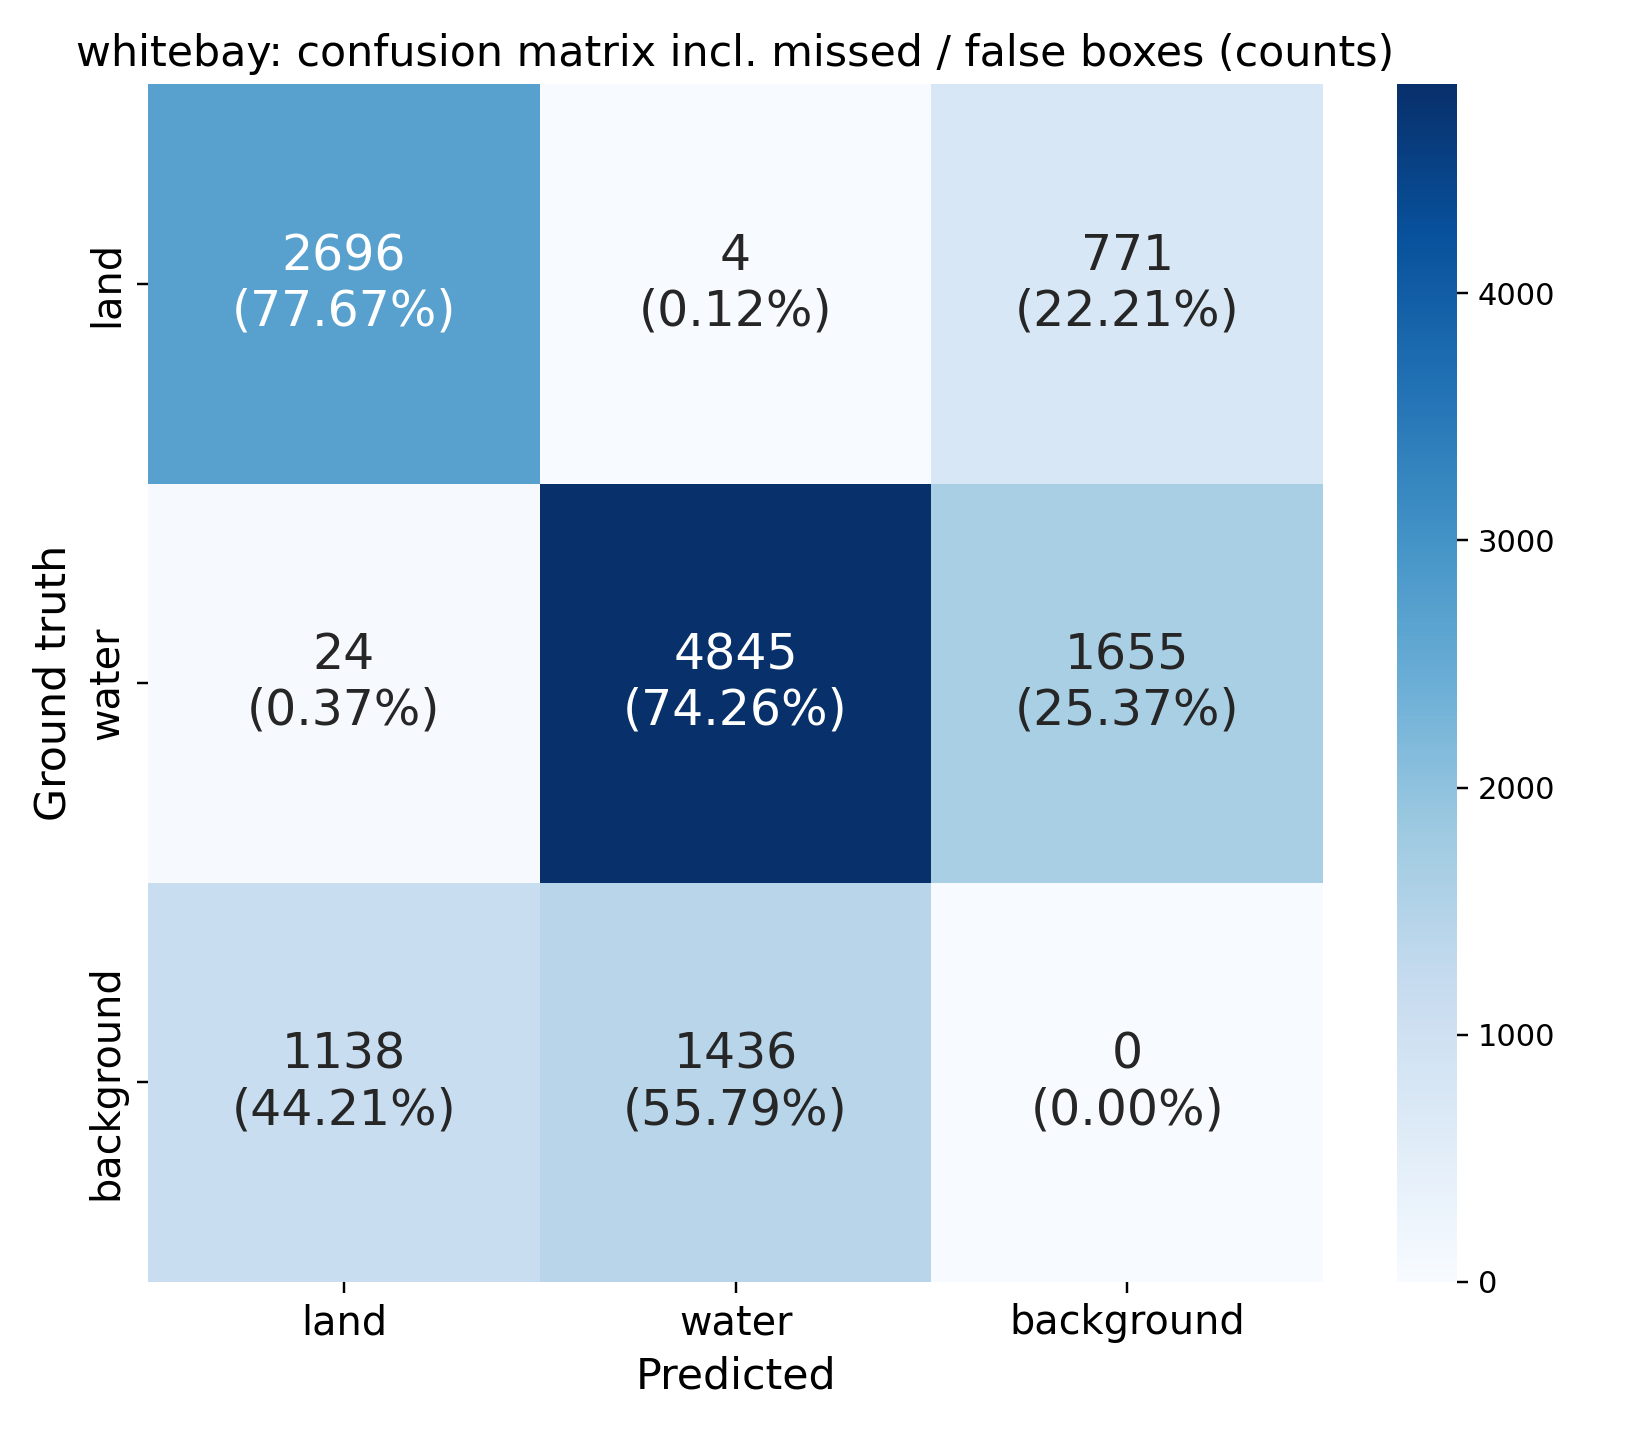 whitebay: confusion matrix incl. missed / false boxes (counts)
Ground truth
land
2696
(77.67%)
4
(0.12%)
771
(22.21%)
water
24
(0.37%)
4845
(74.26%)
1655
(25.37%)
background
1138
(44.21%)
1436
(55.79%)
0
(0.00%)
land
water
background
Predicted
4000
3000
2000
1000
0